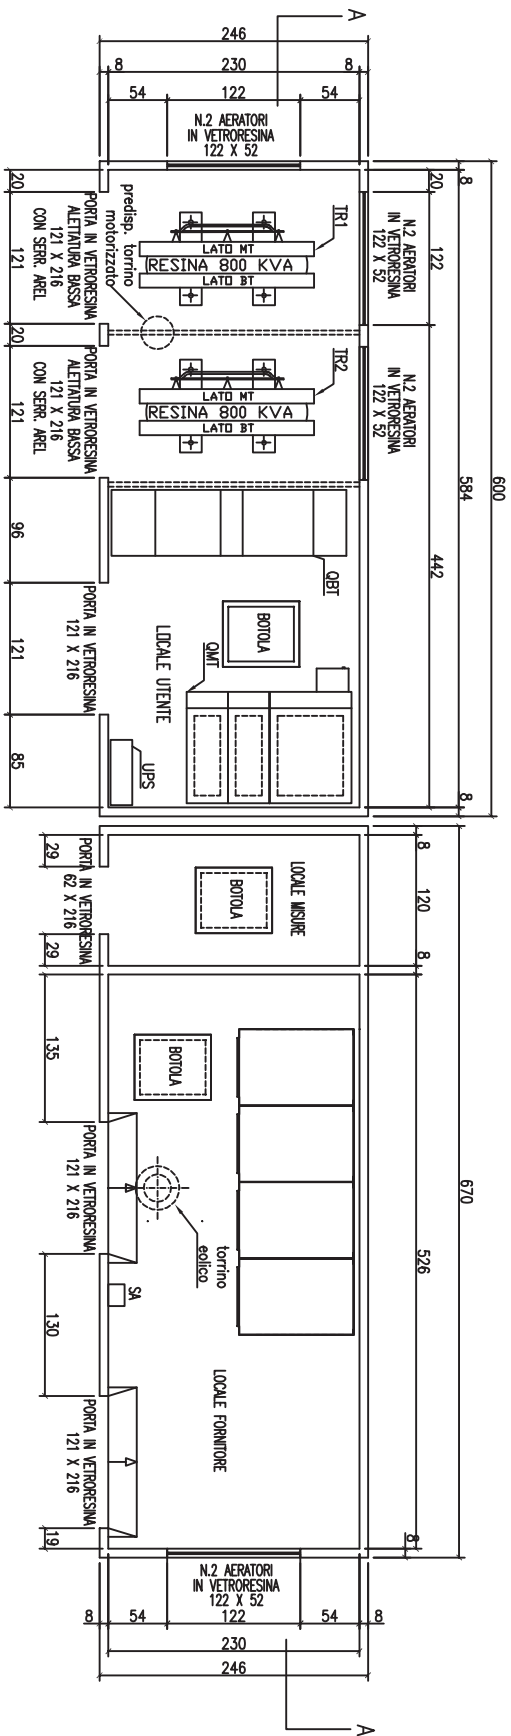 A
246
8
230
8
54
122
54
N.2 AERATORI
IN VETRORESINA
122 X 52
600
584
8
20
122
442
8
N.2 AERATORI
IN VETRORESINA
122 X 52
N.2 AERATORI
IN VETRORESINA
122 X 52
TR1
LATO MT
RESINA 800 KVA
LATO BT
predisp. torrino
motorizzato
TR2
LATO MT
RESINA 800 KVA
LATO BT
QBT
BOTOLA
QMT
LOCALE UTENTE
UPS
PORTA IN VETRORESINA
ALETTATURA BASSA
121 X 216
CON SERR. AREL
PORTA IN VETRORESINA
ALETTATURA BASSA
121 X 216
CON SERR. AREL
PORTA IN VETRORESINA
121 X 216
20
121
20
121
96
121
85
670
8
120
8
526
8
LOCALE MISURE
BOTOLA
BOTOLA
torrino
eolico
SA
LOCALE FORNITORE
PORTA IN VETRORESINA
62 X 216
PORTA IN VETRORESINA
121 X 216
PORTA IN VETRORESINA
121 X 216
29
29
135
130
19
N.2 AERATORI
IN VETRORESINA
122 X 52
8
54
122
54
8
230
246
A